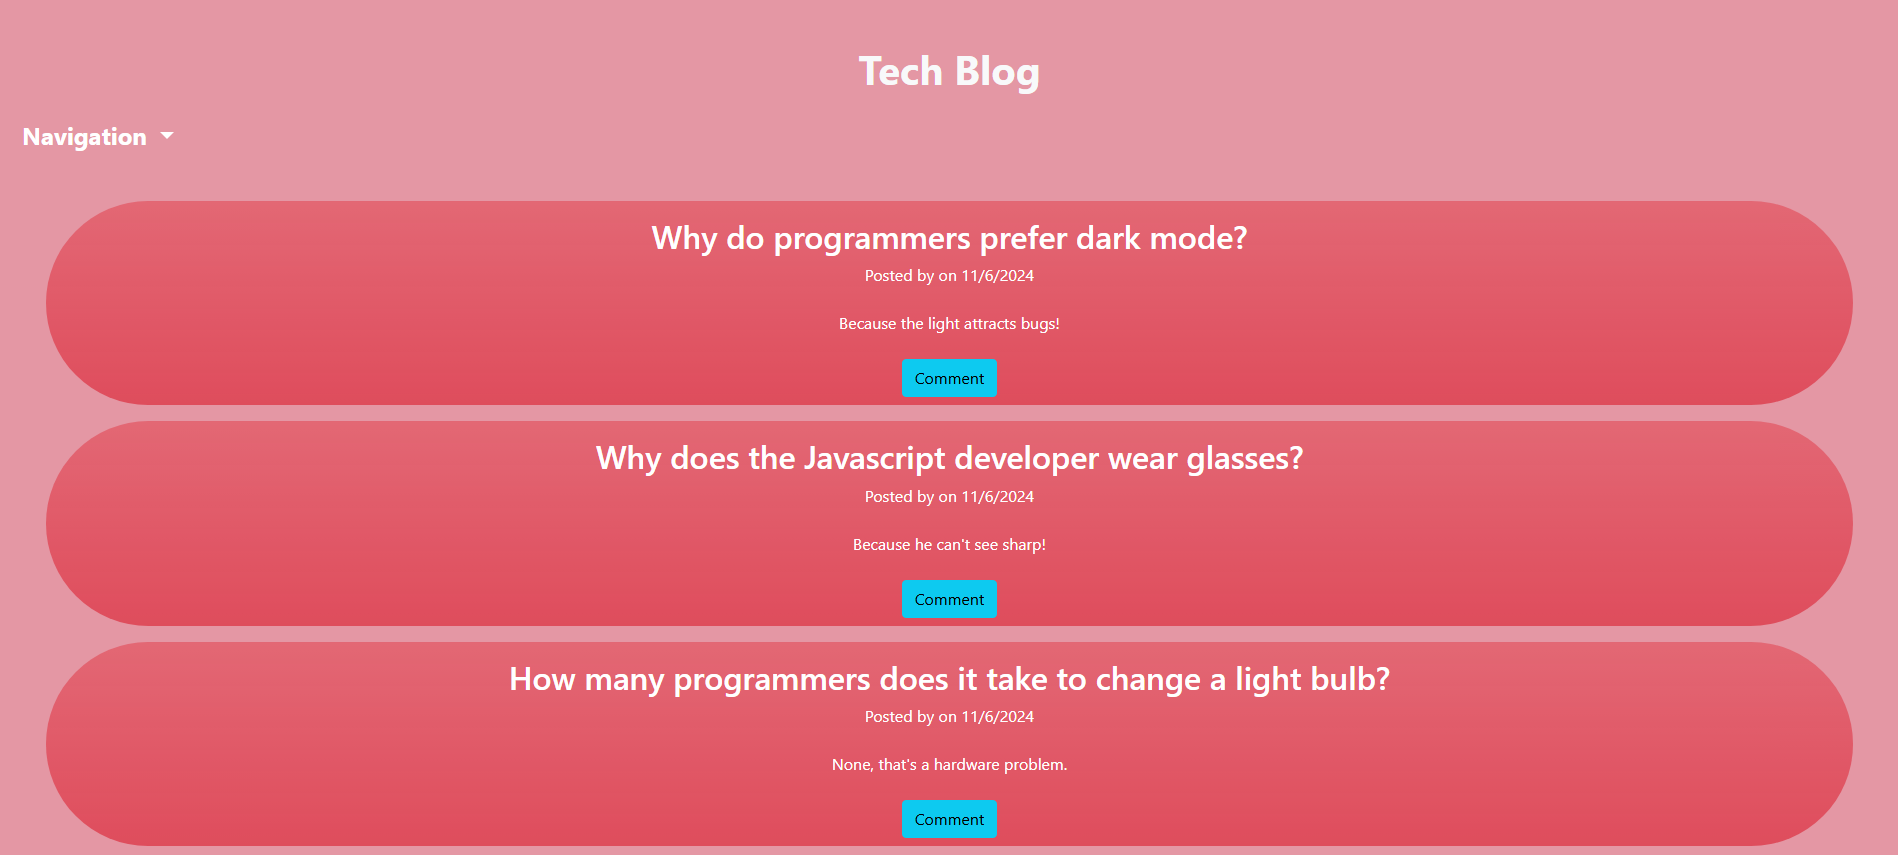 Tech Blog
Navigation
Why do programmers prefer dark mode?
Posted by on 11/6/2024
Because the light attracts bugs!
Comment
Why does the Javascript developer wear glasses?
Posted by on 11/6/2024
Because he can't see sharp!
Comment
How many programmers does it take to change a light bulb?
Posted by on 11/6/2024
None, that's a hardware problem.
Comment